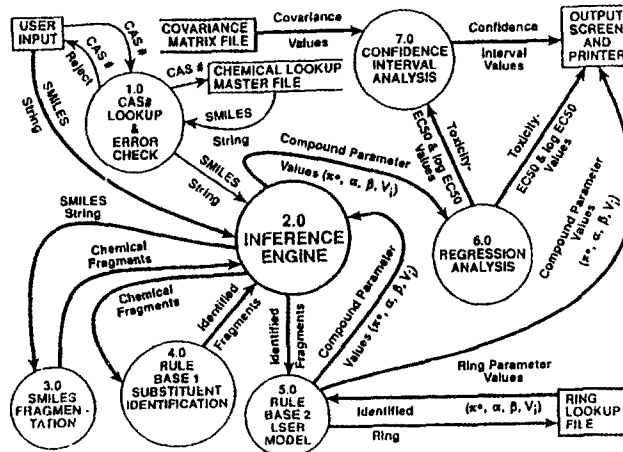 USER
INPUT
CAS #
CAS #
Reject
SMILES
String
COVARIANCE
MATRIX FILE
Covariance
Values
7.0
CONFIDENCE
INTERVAL
ANALYSIS
Confidence
Interval
Values
OUTPUT
SCREEN
AND
PRINTER
1.0
CAS#
LOOKUP
&
ERROR
CHECK
CAS #
CHEMICAL LOOKUP
MASTER FILE
SMILES
String
SMILES
String
Compound Parameter
Values (π*, α, β, Vi)
Toxicity-
EC50 & log EC50
Values
Toxicity-
EC50 & log EC50
Values
Compound Parameter
Values
(π*, α, β, Vi)
6.0
REGRESSION
ANALYSIS
2.0
INFERENCE
ENGINE
SMILES
String
Chemical
Fragments
Chemical
Fragments
Identified
Fragments
Identified
Fragments
Compound Parameter
Values (π*, α, β, Vi)
3.0
SMILES
FRAGMEN-
TATION
4.0
RULE
BASE 1
SUBSTITUENT
IDENTIFICATION
5.0
RULE
BASE 2
LSER
MODEL
Ring Parameter
Values
(π*, α, β, Vi)
Identified
Ring
RING
LOOKUP
FILE